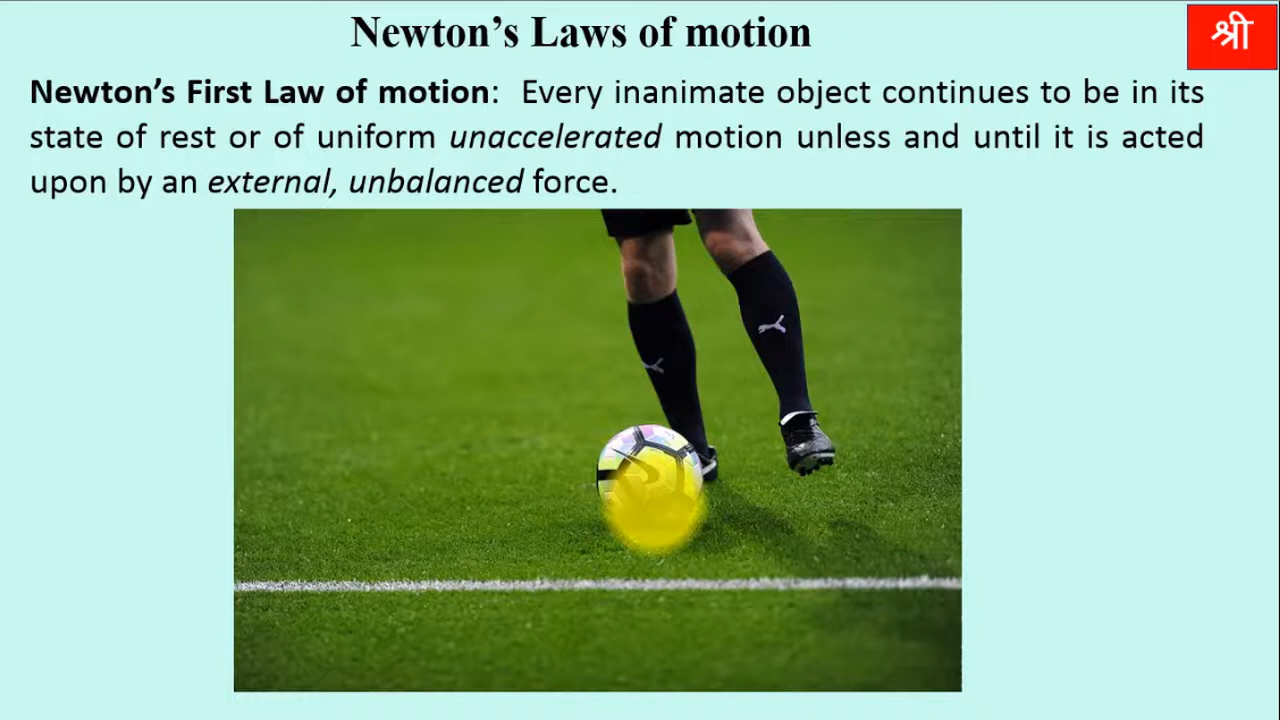 Newton’s Laws of motion
श्री
Newton’s First Law of motion:  Every inanimate object continues to be in its
state of rest or of uniform unaccelerated motion unless and until it is acted
upon by an external, unbalanced force.